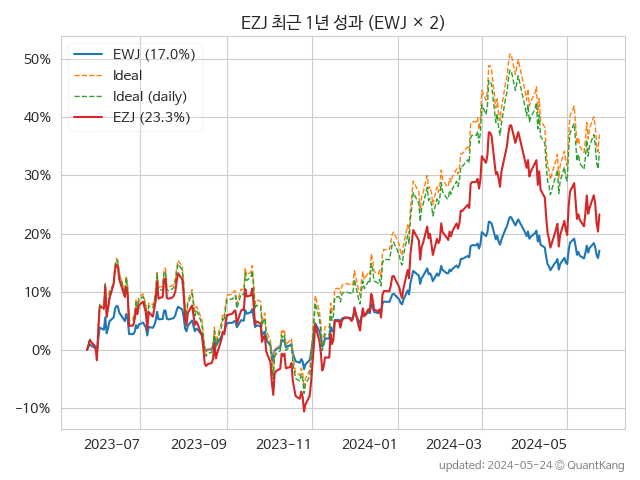 EZJ 최근 1년 성과 (EWJ × 2)
EWJ (17.0%)
Ideal
Ideal (daily)
EZJ (23.3%)
50%
40%
30%
20%
10%
0%
−10%
2023−07 2023−09 2023−11 2024−01 2024−03 2024−05
updated: 2024-05-24 © QuantKang